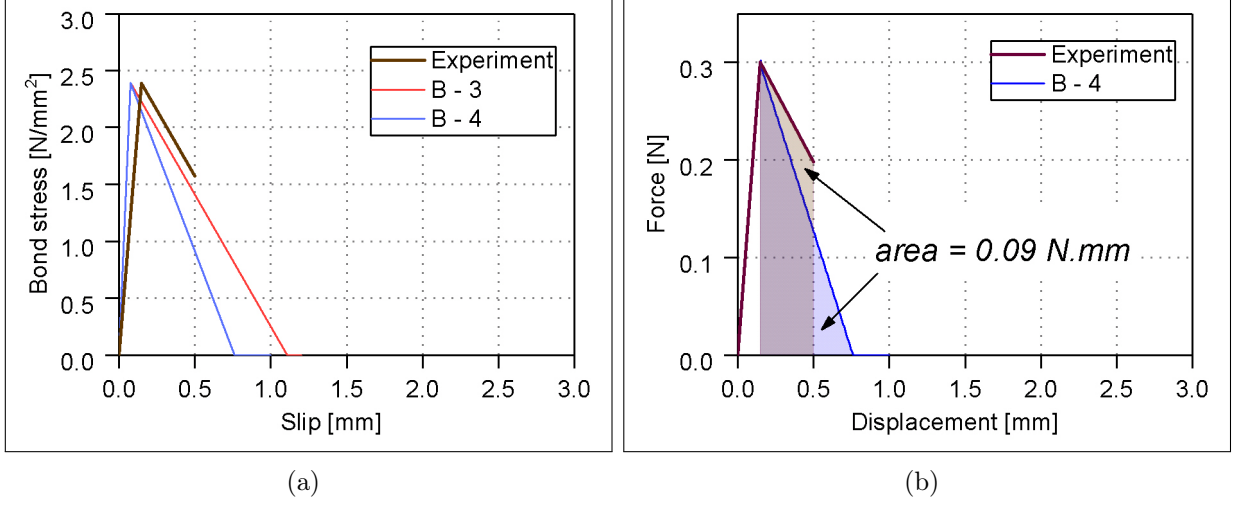 3.0
2.5
2.0
1.5
1.0
0.5
0.0
Bond stress [N/mm²]
Experiment
B - 3
B - 4
0.0 0.5 1.0 1.5 2.0 2.5 3.0
Slip [mm]
(a)
0.3
0.2
0.1
0.0
Force [N]
Experiment
B - 4
area = 0.09 N.mm
0.0 0.5 1.0 1.5 2.0 2.5 3.0
Displacement [mm]
(b)